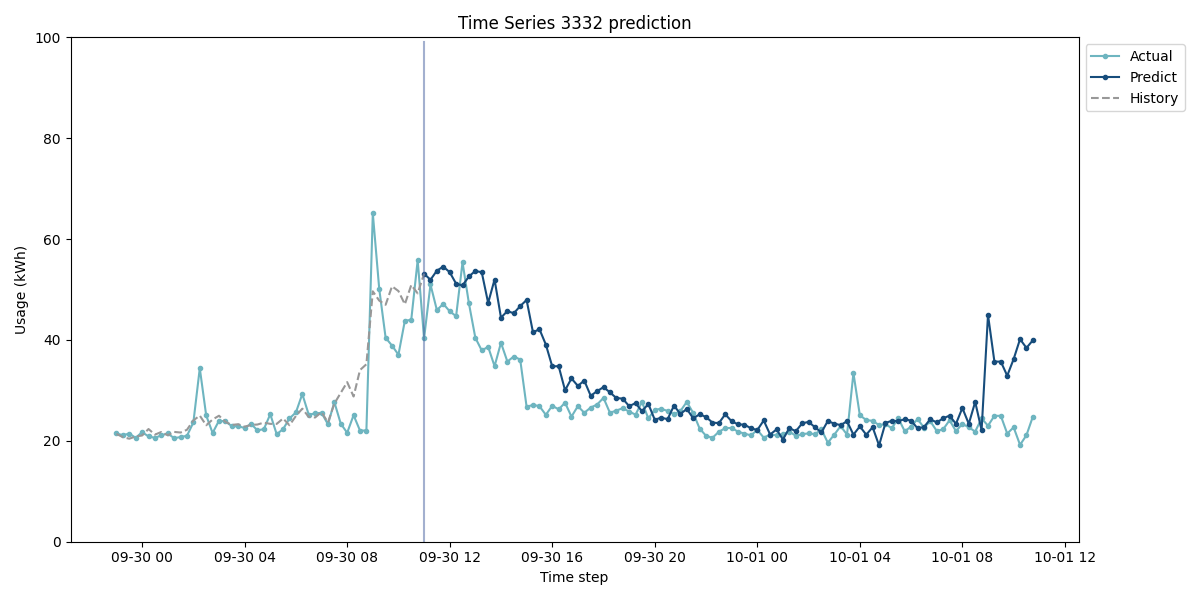 Time Series 3332 prediction
100
80
60
40
20
0
Usage (kWh)
09-30 00
09-30 04
09-30 08
09-30 12
09-30 16
09-30 20
10-01 00
10-01 04
10-01 08
10-01 12
Time step
Actual
Predict
History